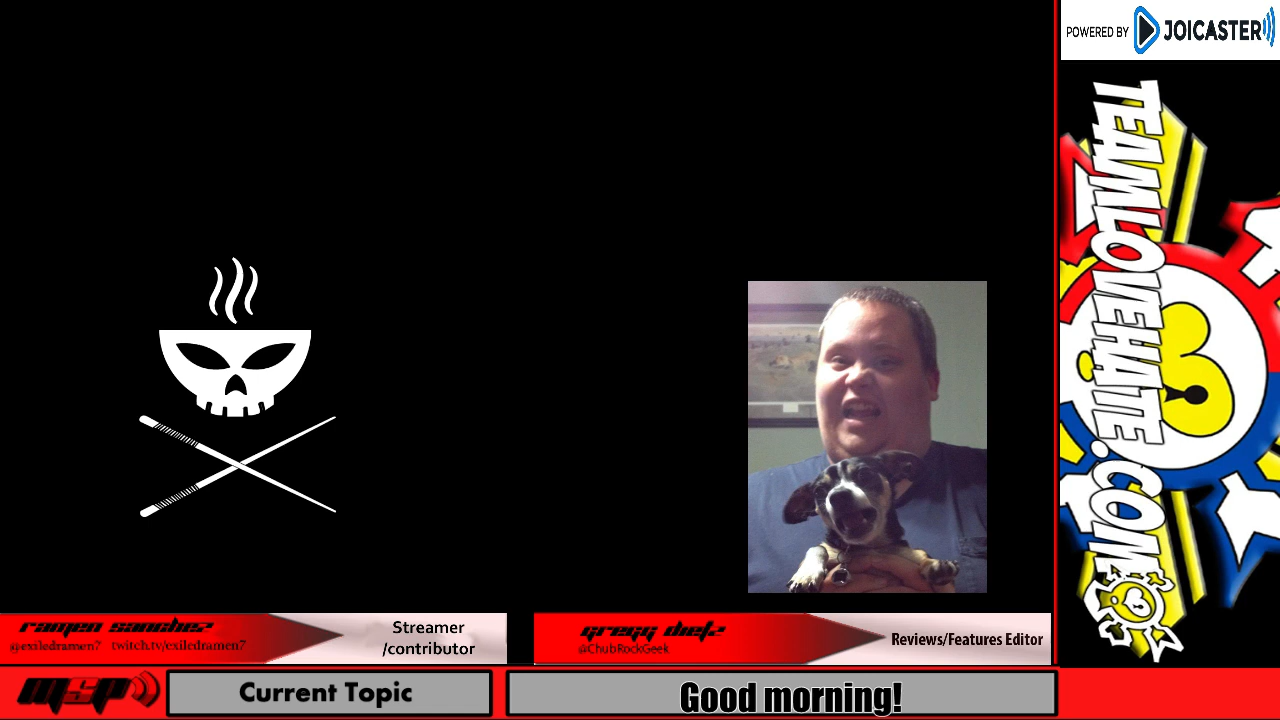 POWERED BY JOICASTER
TEAMLOVEHATE.COM
Ramen Sanchez
@exiledramen7 twitch.tv/exiledramen7
Streamer
/contributor
Gregg Dietz
@ChubRockGeek
Reviews/Features Editor
MSP
Current Topic
Good morning!